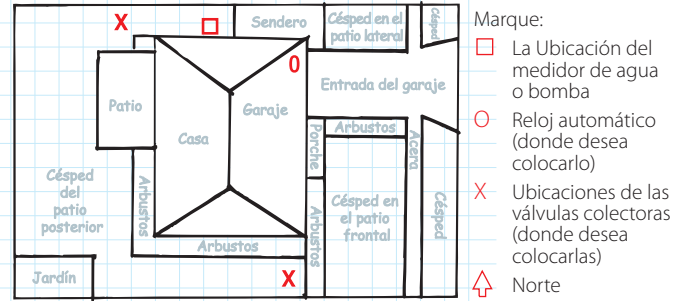 X
Sendero
Césped en el
patio lateral
Césped
O
Entrada del garaje
Patio
Casa
Garaje
Porche
Arbustos
Acera
Césped
del
patio
posterior
Arbustos
Arbustos
Césped en
el patio
frontal
Césped
Arbustos
Jardín
X
Marque:
La Ubicación del
medidor de agua
o bomba
O Reloj automático
(donde desea
colocarlo)
X Ubicaciones de las
válvulas colectoras
(donde desea
colocarlas)
Norte